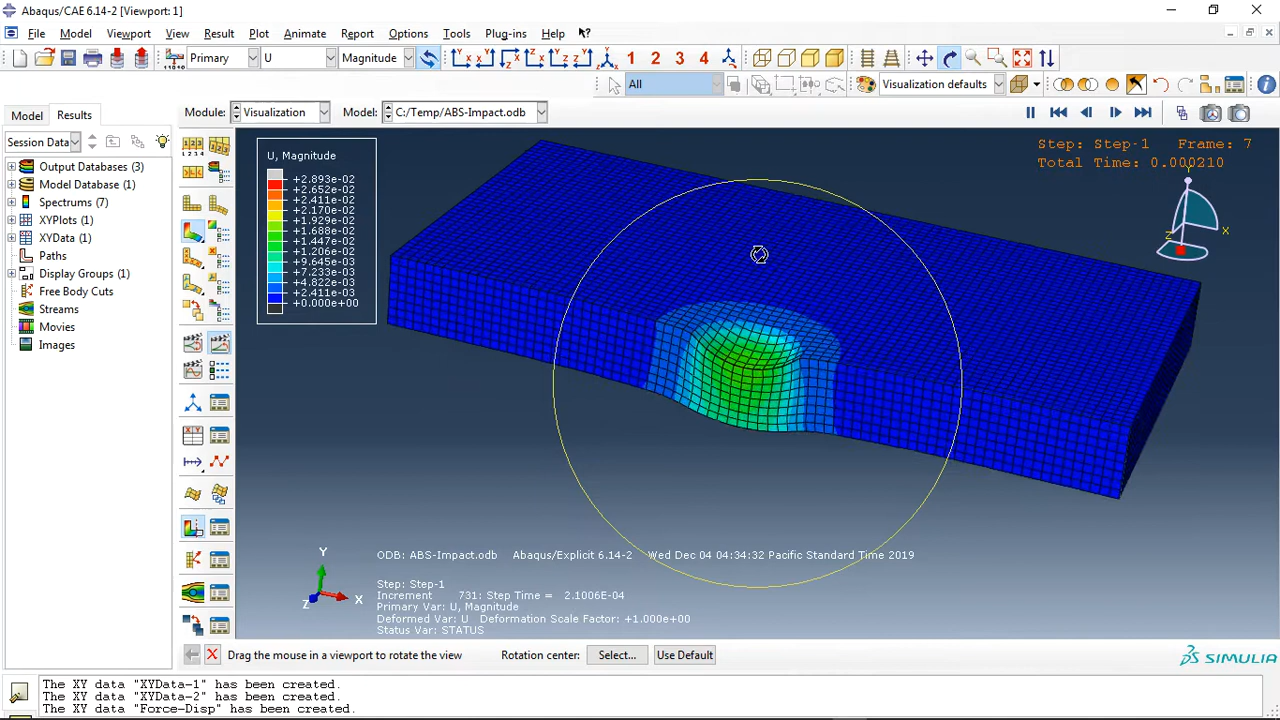 Abaqus/CAE 6.14-2 [Viewport: 1]
File Model Viewport View Result Plot Animate Report Options Tools Plug-ins Help
Primary U Magnitude 1 2 3 4
All Visualization defaults
Model Results Module: Visualization Model: C:/Temp/ABS-Impact.odb
Session Data
Output Databases (3)
Model Database (1)
Spectrums (7)
XYPlots (1)
XYData (1)
Paths
Display Groups (1)
Free Body Cuts
Streams
Movies
Images
U, Magnitude
+2.893e-02
+2.652e-02
+2.411e-02
+2.170e-02
+1.929e-02
+1.688e-02
+1.447e-02
+1.206e-02
+9.645e-03
+7.233e-03
+4.822e-03
+2.411e-03
+0.000e+00
Step: Step-1 Frame: 7
Total Time: 0.000210
Y
Z
X
ODB: ABS-Impact.odb Abaqus/Explicit 6.14-2 Wed Dec 04 04:34:32 Pacific Standard Time 2019
Step: Step-1
Increment 731: Step Time = 2.1006E-04
Primary Var: U, Magnitude
Deformed Var: U Deformation Scale Factor: +1.000e+00
Status Var: STATUS
Y
Z
X
Drag the mouse in a viewport to rotate the view Rotation center: Select... Use Default
SIMULIA
The XY data "XYData-1" has been created.
The XY data "XYData-2" has been created.
The XY data "Force-Disp" has been created.